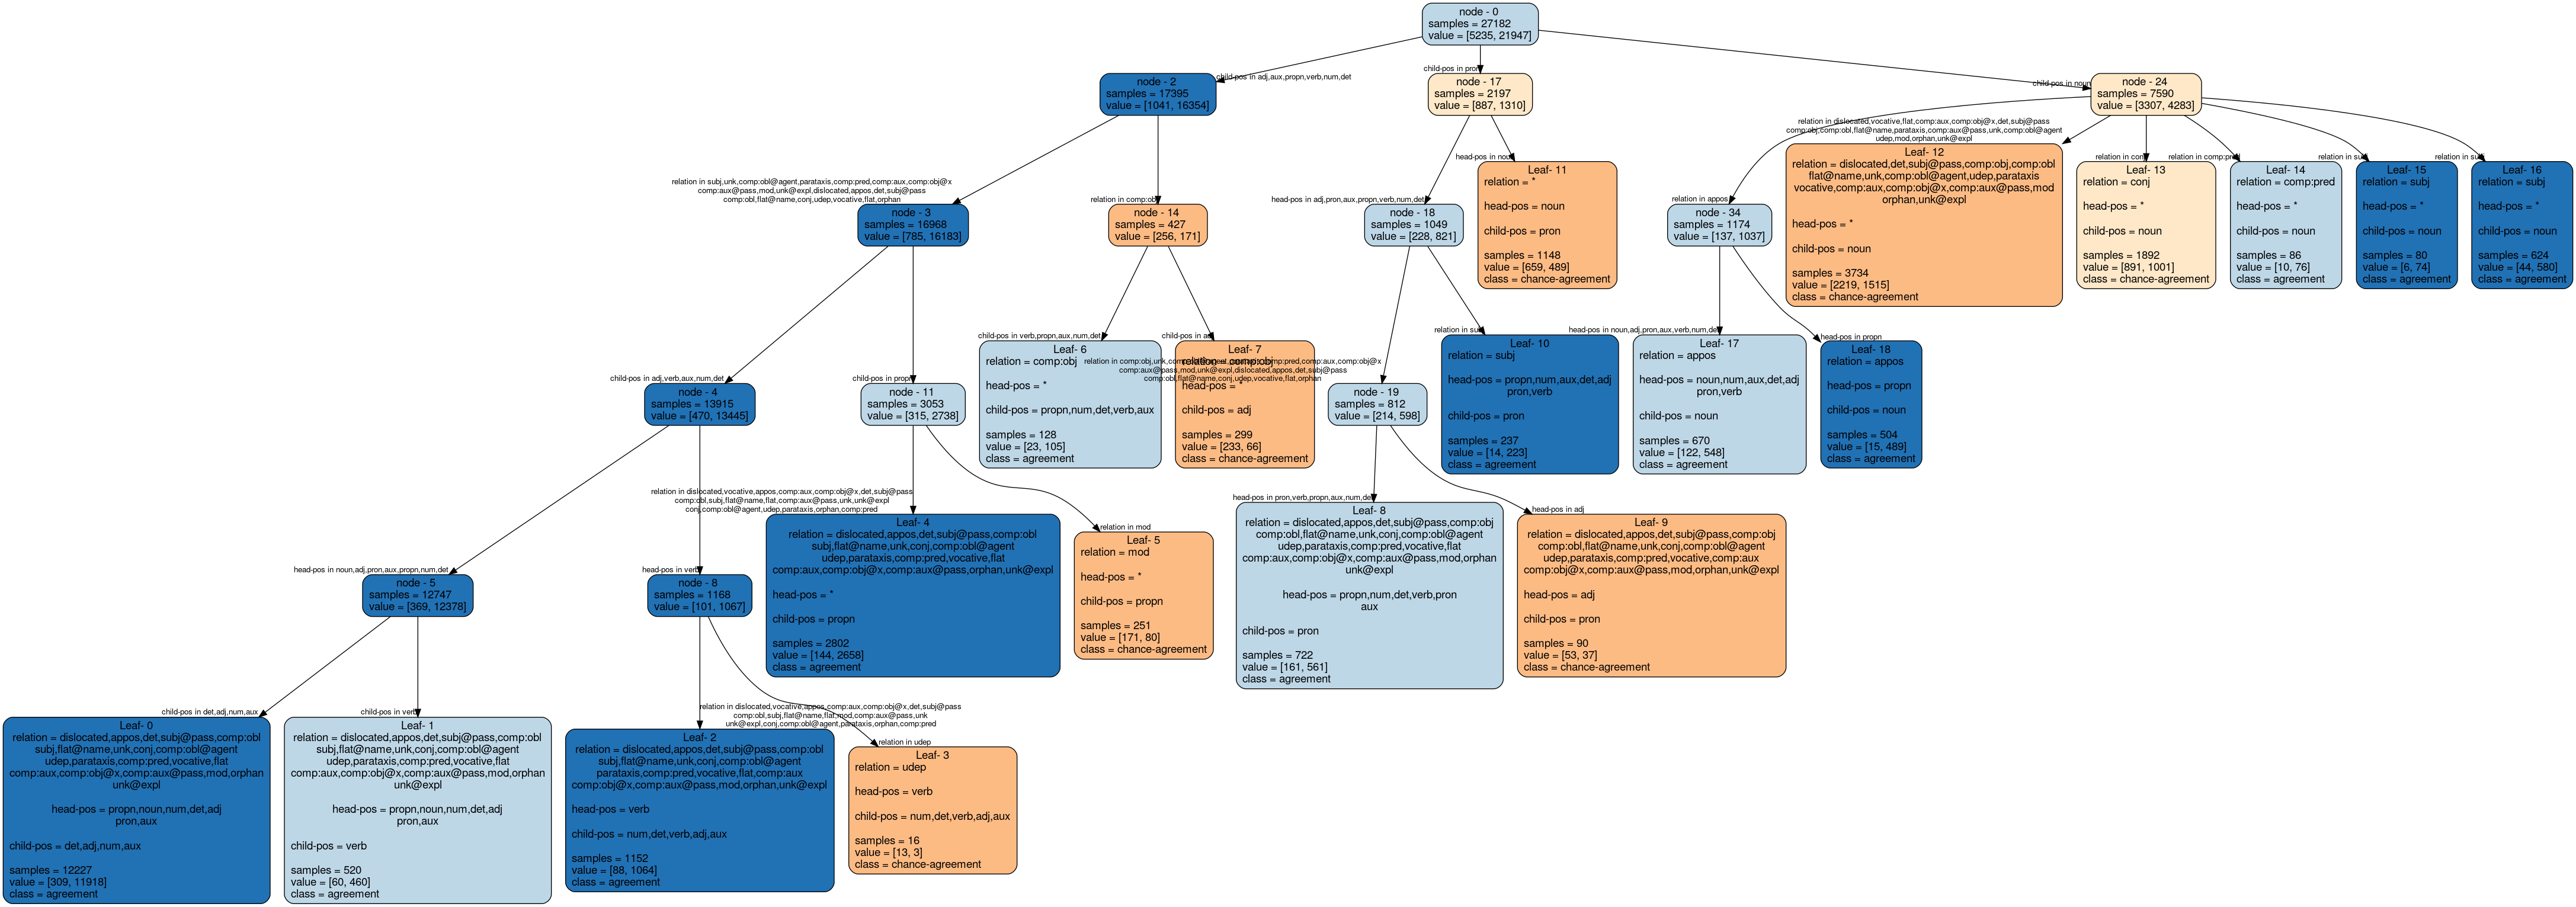 node - 0
samples = 27182
value = [5235, 21947]
child-pos in adj,aux,propn,verb,num,det
child-pos in pron
child-pos in noun
node - 2
samples = 17395
value = [1041, 16354]
node - 17
samples = 2197
value = [887, 1310]
node - 24
samples = 7590
value = [3307, 4283]
relation in subj,unk,comp:obl@agent,parataxis,comp:pred,comp:aux,comp:obj@x
comp:aux@pass,mod,unk@expl,dislocated,appos,det,subj@pass
comp:obl,flat@name,conj,udep,vocative,flat,orphan
relation in comp:obj
head-pos in adj,pron,aux,propn,verb,num,det
head-pos in noun
relation in appos
relation in dislocated,vocative,flat,comp:aux,comp:obj@x,det,subj@pass
comp:obj,comp:obl,flat@name,parataxis,comp:aux@pass,unk,comp:obl@agent
udep,mod,orphan,unk@expl
relation in conj
relation in comp:pred
relation in subj
relation in subj
node - 3
samples = 16968
value = [785, 16183]
node - 14
samples = 427
value = [256, 171]
node - 18
samples = 1049
value = [228, 821]
Leaf- 11
relation = *
head-pos = noun
child-pos = pron
samples = 1148
value = [659, 489]
class = chance-agreement
node - 34
samples = 1174
value = [137, 1037]
Leaf- 12
relation = dislocated,det,subj@pass,comp:obj,comp:obl
flat@name,unk,comp:obl@agent,udep,parataxis
vocative,comp:aux,comp:obj@x,comp:aux@pass,mod
orphan,unk@expl
head-pos = *
child-pos = noun
samples = 3734
value = [2219, 1515]
class = chance-agreement
Leaf- 13
relation = conj
head-pos = *
child-pos = noun
samples = 1892
value = [891, 1001]
class = chance-agreement
Leaf- 14
relation = comp:pred
head-pos = *
child-pos = noun
samples = 86
value = [10, 76]
class = agreement
Leaf- 15
relation = subj
head-pos = *
child-pos = noun
samples = 80
value = [6, 74]
class = agreement
Leaf- 16
relation = subj
head-pos = *
child-pos = noun
samples = 624
value = [44, 580]
class = agreement
child-pos in adj,verb,aux,num,det
child-pos in propn
child-pos in verb,propn,aux,num,det
child-pos in adj
relation in comp:obj,unk,comp:obl@agent,parataxis,comp:pred,comp:aux,comp:obj@x
comp:aux@pass,mod,unk@expl,dislocated,appos,det,subj@pass
comp:obl,flat@name,conj,udep,vocative,flat,orphan
relation in subj
head-pos in noun,adj,pron,aux,verb,num,det
head-pos in propn
node - 4
samples = 13915
value = [470, 13445]
node - 11
samples = 3053
value = [315, 2738]
Leaf- 6
relation = comp:obj
head-pos = *
child-pos = propn,num,det,verb,aux
samples = 128
value = [23, 105]
class = agreement
Leaf- 7
relation = comp:obj
head-pos = *
child-pos = adj
samples = 299
value = [233, 66]
class = chance-agreement
node - 19
samples = 812
value = [214, 598]
Leaf- 10
relation = subj
head-pos = propn,num,aux,det,adj
pron,verb
child-pos = pron
samples = 237
value = [14, 223]
class = agreement
Leaf- 17
relation = appos
head-pos = noun,num,aux,det,adj
pron,verb
child-pos = noun
samples = 670
value = [122, 548]
class = agreement
Leaf- 18
relation = appos
head-pos = propn
child-pos = noun
samples = 504
value = [15, 489]
class = agreement
head-pos in noun,adj,pron,aux,propn,num,det
head-pos in verb
relation in dislocated,vocative,appos,comp:aux,comp:obj@x,det,subj@pass
comp:obl,subj,flat@name,flat,comp:aux@pass,unk,unk@expl
conj,comp:obl@agent,udep,parataxis,orphan,comp:pred
relation in mod
head-pos in pron,verb,propn,aux,num,det
head-pos in adj
node - 5
samples = 12747
value = [369, 12378]
node - 8
samples = 1168
value = [101, 1067]
Leaf- 4
relation = dislocated,appos,det,subj@pass,comp:obl
subj,flat@name,unk,conj,comp:obl@agent
udep,parataxis,comp:pred,vocative,flat
comp:aux,comp:obj@x,comp:aux@pass,orphan,unk@expl
head-pos = *
child-pos = propn
samples = 2802
value = [144, 2658]
class = agreement
Leaf- 5
relation = mod
head-pos = *
child-pos = propn
samples = 251
value = [171, 80]
class = chance-agreement
Leaf- 8
relation = dislocated,appos,det,subj@pass,comp:obj
comp:obl,flat@name,unk,conj,comp:obl@agent
udep,parataxis,comp:pred,vocative,flat
comp:aux,comp:obj@x,comp:aux@pass,mod,orphan
unk@expl
head-pos = propn,num,det,verb,pron
aux
child-pos = pron
samples = 722
value = [161, 561]
class = agreement
Leaf- 9
relation = dislocated,appos,det,subj@pass,comp:obj
comp:obl,flat@name,unk,conj,comp:obl@agent
udep,parataxis,comp:pred,vocative,comp:aux
comp:obj@x,comp:aux@pass,mod,orphan,unk@expl
head-pos = adj
child-pos = pron
samples = 90
value = [53, 37]
class = chance-agreement
child-pos in det,adj,num,aux
child-pos in verb
relation in dislocated,vocative,appos,comp:aux,comp:obj@x,det,subj@pass
comp:obl,subj,flat@name,flat,mod,comp:aux@pass,unk
unk@expl,conj,comp:obl@agent,parataxis,orphan,comp:pred
relation in udep
Leaf- 0
relation = dislocated,appos,det,subj@pass,comp:obl
subj,flat@name,unk,conj,comp:obl@agent
udep,parataxis,comp:pred,vocative,flat
comp:aux,comp:obj@x,comp:aux@pass,mod,orphan
unk@expl
head-pos = propn,noun,num,det,adj
pron,aux
child-pos = det,adj,num,aux
samples = 12227
value = [309, 11918]
class = agreement
Leaf- 1
relation = dislocated,appos,det,subj@pass,comp:obl
subj,flat@name,unk,conj,comp:obl@agent
udep,parataxis,comp:pred,vocative,flat
comp:aux,comp:obj@x,comp:aux@pass,mod,orphan
unk@expl
head-pos = propn,noun,num,det,adj
pron,aux
child-pos = verb
samples = 520
value = [60, 460]
class = agreement
Leaf- 2
relation = dislocated,appos,det,subj@pass,comp:obl
subj,flat@name,unk,conj,comp:obl@agent
parataxis,comp:pred,vocative,flat,comp:aux
comp:obj@x,comp:aux@pass,mod,orphan,unk@expl
head-pos = verb
child-pos = num,det,verb,adj,aux
samples = 1152
value = [88, 1064]
class = agreement
Leaf- 3
relation = udep
head-pos = verb
child-pos = num,det,verb,adj,aux
samples = 16
value = [13, 3]
class = chance-agreement